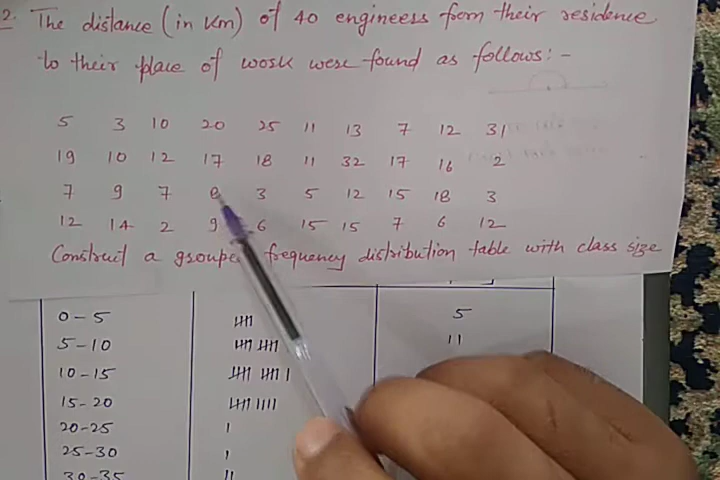 2. The distance (in km) of 40 engineers from their residence
to their place of work were found as follows:-
5 3 10 20 25 11 13 7 12 31
19 10 12 17 18 11 32 17 16 2
7 9 7 8 3 5 12 15 18 3
12 14 2 9 6 15 15 7 6 12
Construct a grouped frequency distribution table with class size
0-5 5
5-10 11
10-15
15-20
20-25
25-30
30-35